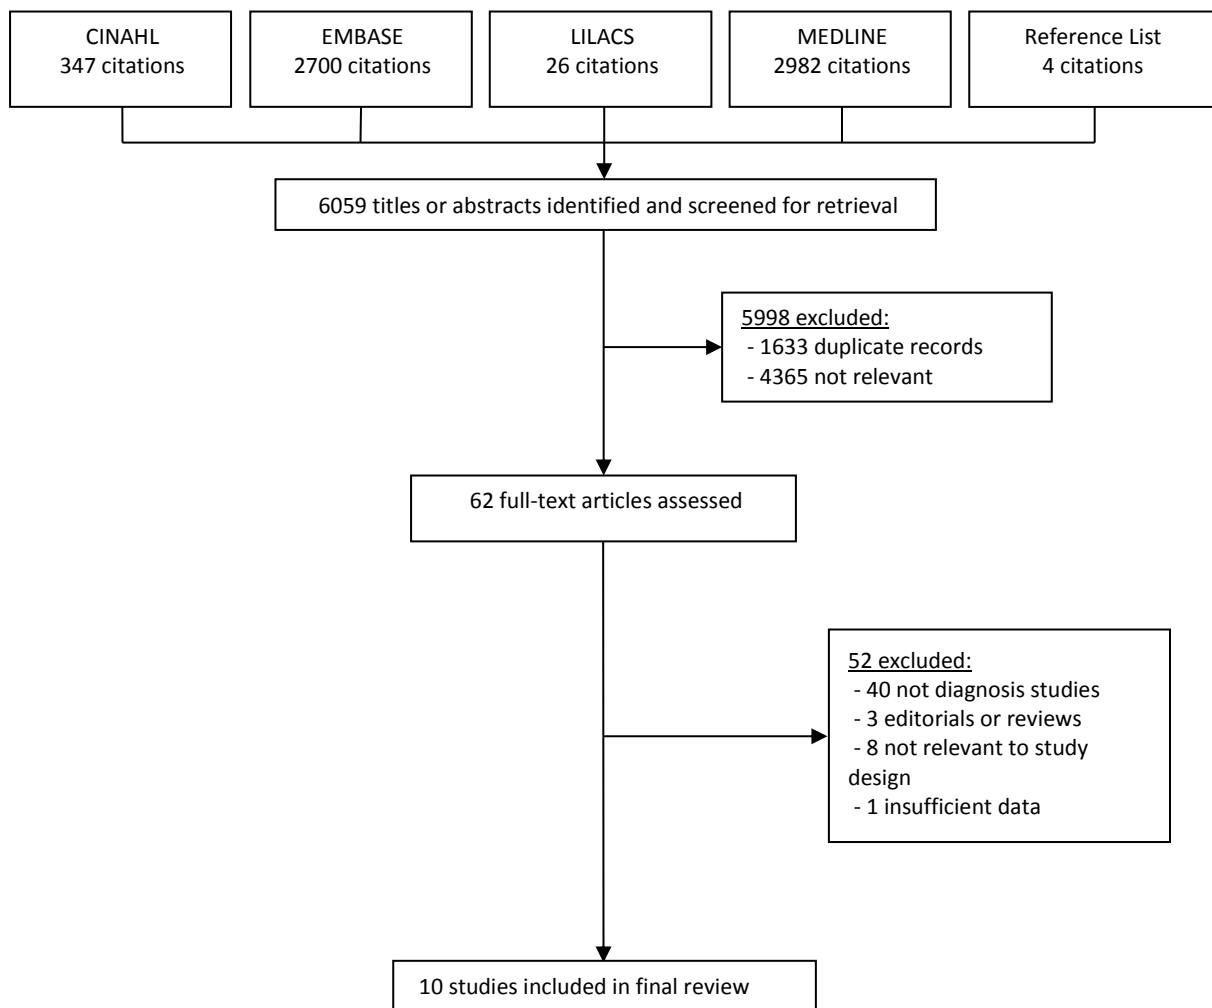 CINAHL
347 citations
EMBASE
2700 citations
LILACS
26 citations
MEDLINE
2982 citations
Reference List
4 citations
6059 titles or abstracts identified and screened for retrieval
5998 excluded:
- 1633 duplicate records
- 4365 not relevant
62 full-text articles assessed
52 excluded:
- 40 not diagnosis studies
- 3 editorials or reviews
- 8 not relevant to study
design
- 1 insufficient data
10 studies included in final review